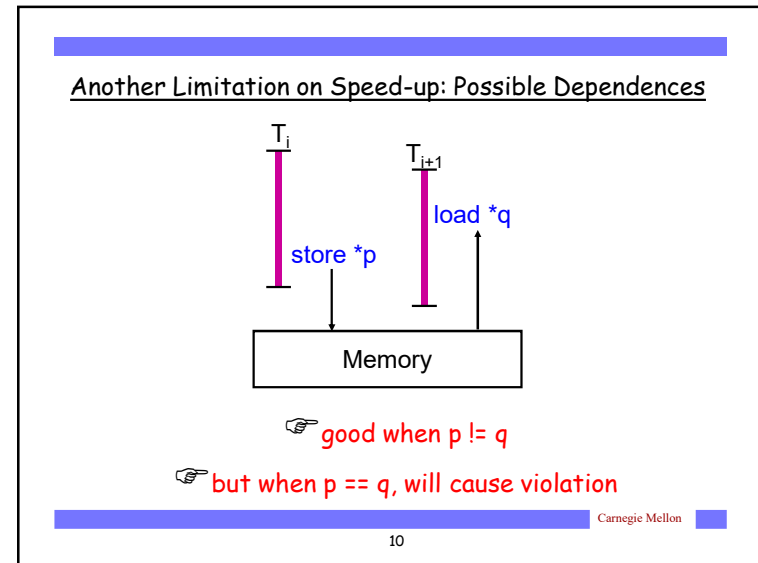 Another Limitation on Speed-up: Possible Dependences
Ti
Ti+1
load *q
store *p
Memory
☞ good when p != q
☞ but when p == q, will cause violation
Carnegie Mellon
10